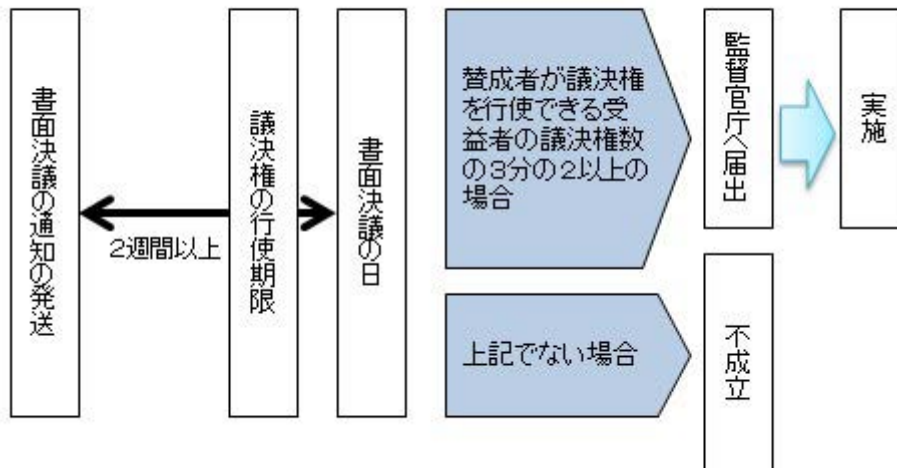 書面決議の通知の発送
2週間以上
議決権の行使期限
書面決議の日
賛成者が議決権
を行使できる受
益者の議決権数
の3分の2以上の
場合
監督官庁へ届出
実施
上記でない場合
不成立